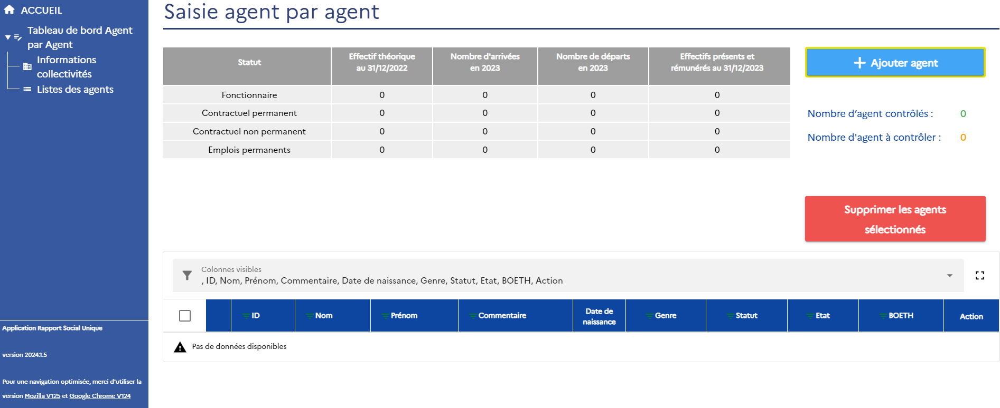 ACCUEIL
Tableau de bord Agent
par Agent
Informations
collectivités
Listes des agents
Application Rapport Social Unique
version 2024.1.5
Pour une navigation optimisée, merci d'utiliser la
version Mozilla V125 et Google Chrome V124
Saisie agent par agent
Statut
Effectif théorique
au 31/12/2022
Nombre d'arrivées
en 2023
Nombre de départs
en 2023
Effectifs présents et
rémunérés au 31/12/2023
Fonctionnaire 0 0 0 0
Contractuel permanent 0 0 0 0
Contractuel non permanent 0 0 0 0
Emplois permanents 0 0 0 0
+ Ajouter agent
Nombre d’agent contrôlés : 0
Nombre d'agent à contrôler : 0
Supprimer les agents
sélectionnés
Colonnes visibles
, ID, Nom, Prénom, Commentaire, Date de naissance, Genre, Statut, Etat, BOETH, Action
ID
Nom
Prénom
Commentaire
Date de
naissance
Genre
Statut
Etat
BOETH
Action
Pas de données disponibles